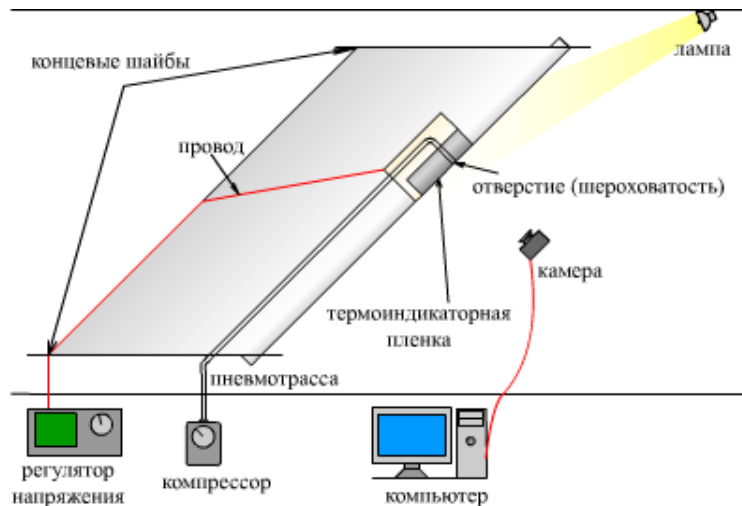 лампа
концевые шайбы
провод
отверстие (шероховатость)
камера
термоиндикаторная
пленка
пневмотрасса
регулятор
напряжения
компрессор
компьютер